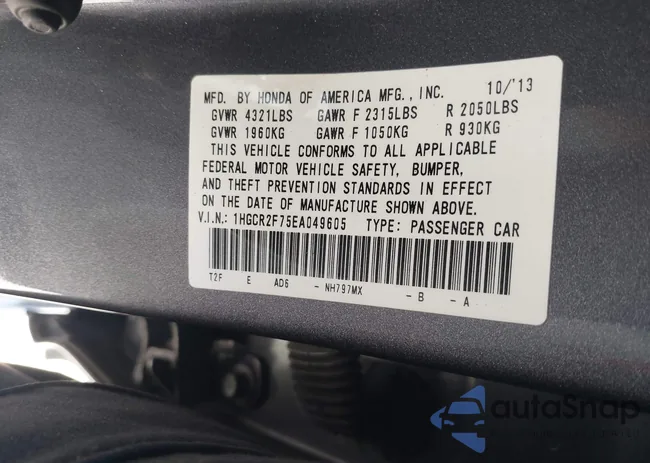 MFD. BY HONDA OF AMERICA MFG., INC. 10/'13
GVWR 4321LBS GAWR F 2315LBS R 2050LBS
GVWR 1960KG GAWR F 1050KG R 930KG
THIS VEHICLE CONFORMS TO ALL APPLICABLE
FEDERAL MOTOR VEHICLE SAFETY, BUMPER,
AND THEFT PREVENTION STANDARDS IN EFFECT
ON THE DATE OF MANUFACTURE SHOWN ABOVE.
V.I.N.: 1HGCR2F75EA049605 TYPE: PASSENGER CAR
T2F E AD6 - NH797MX - B - A
autoSnap